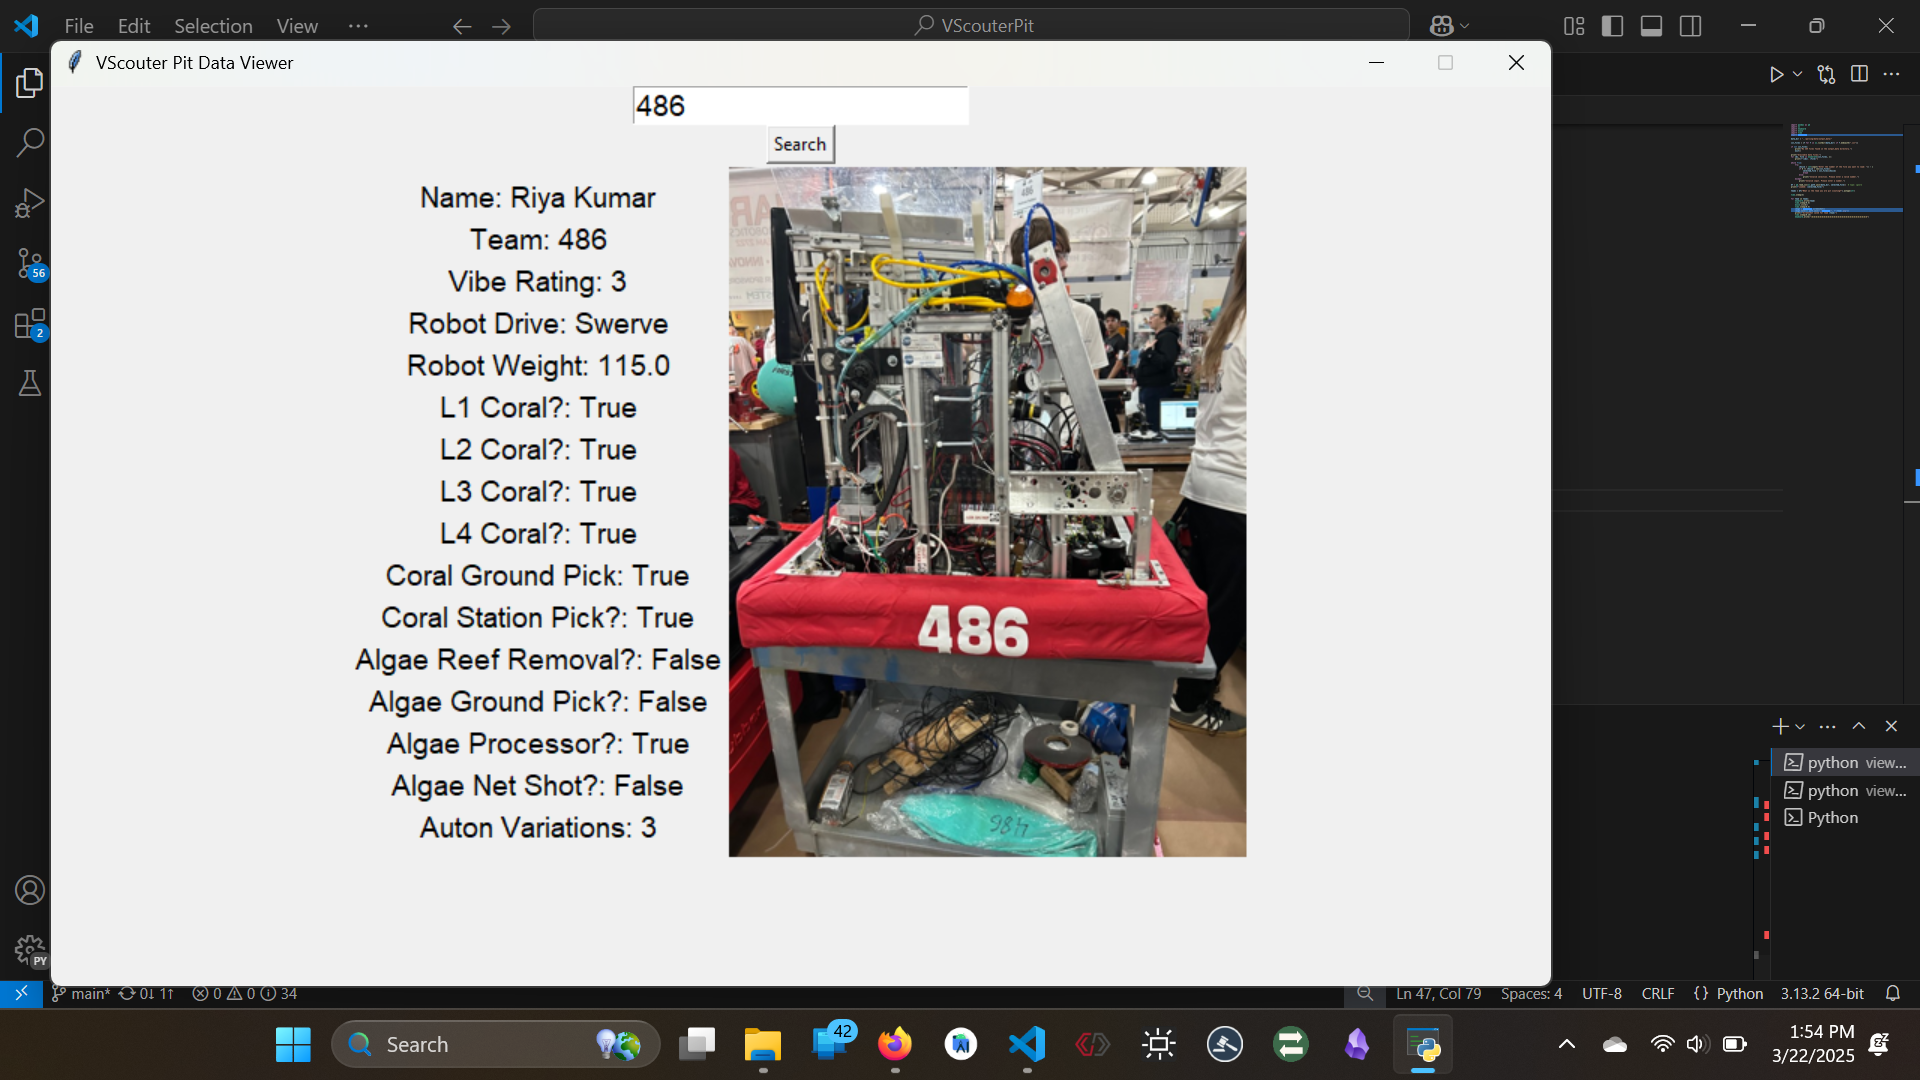 File Edit Selection View ··· VScouterPit
VScouter Pit Data Viewer
486
Search
Name: Riya Kumar
Team: 486
Vibe Rating: 3
Robot Drive: Swerve
Robot Weight: 115.0
L1 Coral?: True
L2 Coral?: True
L3 Coral?: True
L4 Coral?: True
Coral Ground Pick: True
Coral Station Pick?: True
Algae Reef Removal?: False
Algae Ground Pick?: False
Algae Processor?: True
Algae Net Shot?: False
Auton Variations: 3
486
486
486
FIRST
56
2
PY
python view...
python view...
Python
main* 0↓ 1↑ 0 0 34
Ln 47, Col 79 Spaces: 4 UTF-8 CRLF {} Python 3.13.2 64-bit
Search
42
1:54 PM
3/22/2025